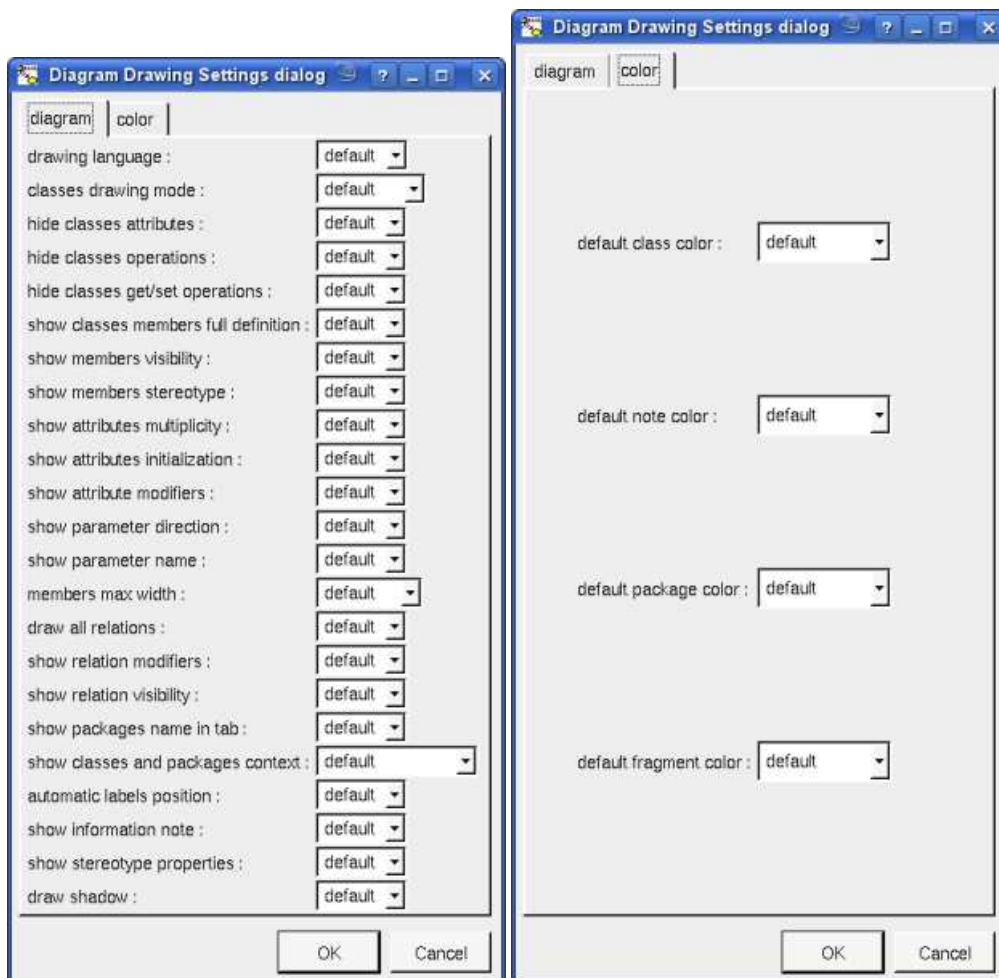 Diagram Drawing Settings dialog
diagram color
drawing language : default
classes drawing mode : default
hide classes attributes : default
hide classes operations : default
hide classes get/set operations : default
show classes members full definition : default
show members visibility : default
show members stereotype : default
show attributes multiplicity : default
show attributes initialization : default
show attribute modifiers : default
show parameter direction : default
show parameter name : default
members max width : default
draw all relations : default
show relation modifiers : default
show relation visibility : default
show packages name in tab : default
show classes and packages context : default
automatic labels position : default
show information note : default
show stereotype properties : default
draw shadow : default
OK Cancel
Diagram Drawing Settings dialog
diagram color
default class color : default
default note color : default
default package color : default
default fragment color : default
OK Cancel